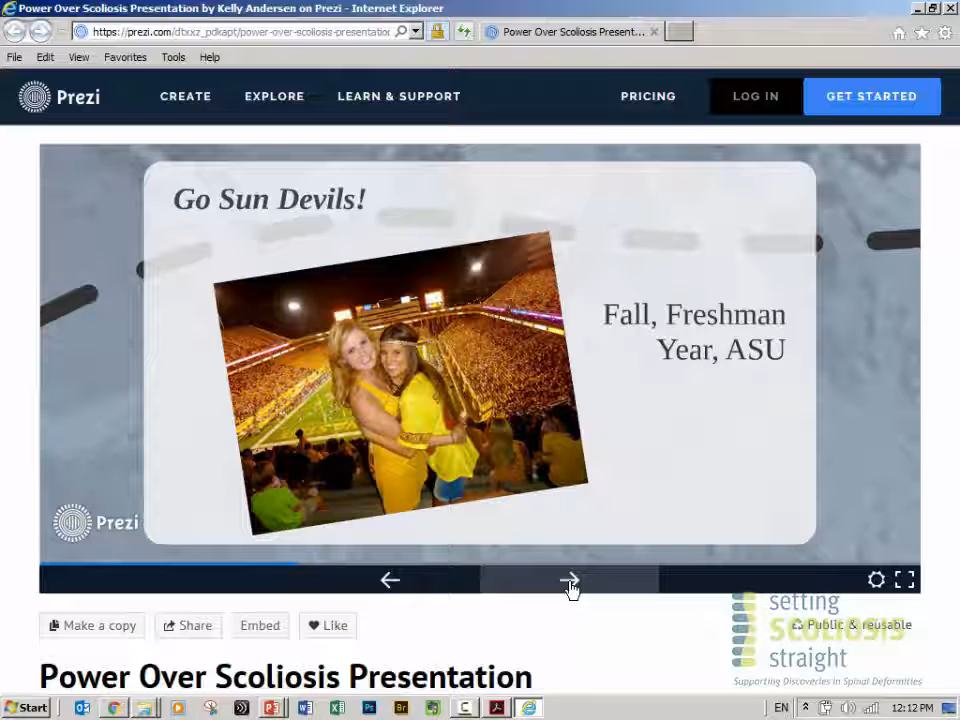 Power Over Scoliosis Presentation by Kelly Andersen on Prezi - Internet Explorer
https://prezi.com/dtxxz_pdkapt/power-over-scoliosis-presentation
Power Over Scoliosis Present...
File Edit View Favorites Tools Help
Prezi CREATE EXPLORE LEARN & SUPPORT PRICING LOG IN GET STARTED
Go Sun Devils!
Fall, Freshman
Year, ASU
Prezi
Make a copy Share Embed Like Public & reusable
setting
SCOLIOSIS
straight
Supporting Discoveries in Spinal Deformities
Power Over Scoliosis Presentation
Start EN 12:12 PM